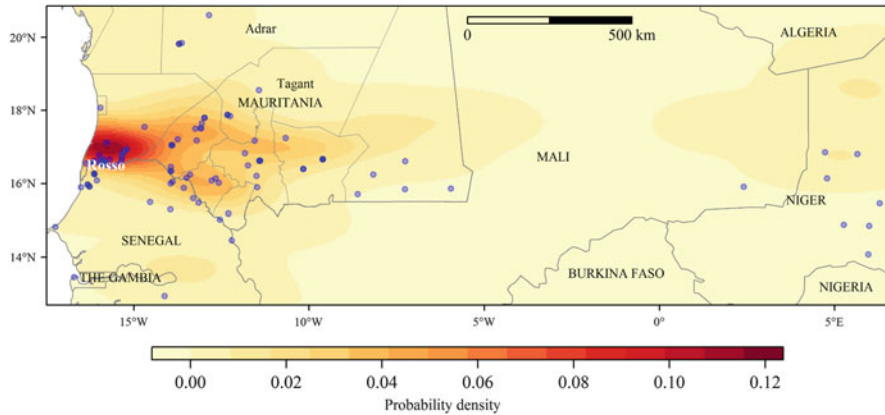 20°N
18°N
16°N
14°N
Adrar
0
500 km
ALGERIA
Tagant
MAURITANIA
Rosso
MALI
NIGER
SENEGAL
THE GAMBIA
BURKINA FASO
NIGERIA
15°W
10°W
5°W
0°
5°E
0.00
0.02
0.04
0.06
0.08
0.10
0.12
Probability density